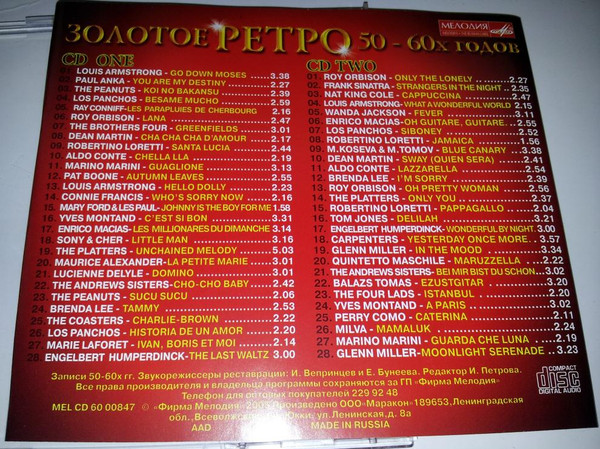 МЕЛОДИЯ
ЗОЛОТОЕ РЕТРО 50 - 60х ГОДОВ
CD ONE
01. LOUIS ARMSTRONG - GO DOWN MOSES ...... 3.38
02. PAUL ANKA - YOU ARE MY DESTINY ...... 2.27
03. THE PEANUTS - KOI NO BAKANSU ...... 2.39
04. LOS PANCHOS - BESAME MUCHO ...... 2.59
05. RAY CONNIFF- LES PARAPLUIES DE CHERBOURG 2.16
06. ROY ORBISON - LANA ...... 2.47
07. THE BROTHERS FOUR - GREENFIELDS ...... 3.01
08. DEAN MARTIN - CHA CHA CHA D'AMOUR ...... 2.17
09. ROBERTINO LORETTI - SANTA LUCIA ...... 2.44
10. ALDO CONTE - CHELLA LLA ...... 2.19
11. MARINO MARINI - GUAGLIONE ...... 3.13
12. PAT BOONE - AUTUMN LEAVES ...... 2.55
13. LOUIS ARMSTRONG - HELLO DOLLY ...... 2.23
14. CONNIE FRANCIS - WHO'S SORRY NOW ...... 2.16
15. MARY FORD & LES PAUL- JOHNNY IS THE BOY FOR ME 1.58
16. YVES MONTAND - C'EST SI BON ...... 3.31
17. ENRICO MACIAS- LES MILLIONARES DU DIMANCHE 3.14
18. SONY & CHER - LITTLE MAN ...... 3.16
19. THE PLATTERS - UNCHAINED MELODY ...... 5.03
20. MAURICE ALEXANDER-LA PETITE MARIE ...... 3.01
21. LUCIENNE DELYLE - DOMINO ...... 3.01
22. THE ANDREWS SISTERS- CHO-CHO BABY ...... 2.42
23. THE PEANUTS - SUCU SUCU ...... 2.06
24. BRENDA LEE - TAMMY ...... 2.53
25. THE COASTERS - CHARLIE-BROWN ...... 2.22
26. LOS PANCHOS - HISTORIA DE UN AMOR ...... 2.20
27. MARIE LAFORET - IVAN, BORIS ET MOI ...... 2.14
28. ENGELBERT HUMPERDINCK-THE LAST WALTZ 3.00
CD TWO
01. ROY ORBISON - ONLY THE LONELY ...... 2.27
02. FRANK SINATRA - STRANGERS IN THE NIGHT ... 2.35
03. NAT KING COLE - CAPPUCCINA ...... 2.47
04. LOUIS ARMSTRONG- WHAT A WONDERFUL WORLD 2.15
05. WANDA JACKSON - FEVER ...... 3.11
06. ENRICO MACIAS - OH GUITARE, GUITARE ...... 2.55
07. LOS PANCHOS - SIBONEY ...... 2.52
08. ROBERTINO LORETTI - JAMAICA ...... 1.56
09. M.KOSEVA & M.TOMOV - BLUE CANARY ...... 3.38
10. DEAN MARTIN - SWAY (QUIEN SERA) ...... 2.41
11. ALDO CONTE - LAZZARELLA ...... 2.54
12. BRENDA LEE - I'M SORRY ...... 2.39
13. ROY ORBISON - OH PRETTY WOMAN ...... 2.56
14. THE PLATTERS - ONLY YOU ...... 2.37
15. ROBERTINO LORETTI - PAPPAGALLO ...... 2.04
16. TOM JONES - DELILAH ...... 3.21
17. ENGELBERT HUMPERDINCK- WONDERFUL BY NIGHT. 3.00
18. CARPENTERS - YESTERDAY ONCE MORE .. 3.57
19. GLENN MILLER - IN THE MOOD ...... 3.34
20. QUINTETTO MASCHILE - MARUZZELLA ...... 2.22
21. THE ANDREWS SISTERS- BEI MIR BIST DU SCHON... 3.03
22. BALAZS TOMAS - EZUSTGITAR ...... 3.20
23. THE FOUR LADS - ISTANBUL ...... 2.20
24. YVES MONTAND - A PARIS ...... 3.02
25. PERRY COMO - CATERINA ...... 2.11
26. MILVA - MAMALUK ...... 2.24
27. MARINO MARINI - GUARDA CHE LUNA ...... 2.19
28. GLENN MILLER-MOONLIGHT SERENADE ... 3.23
Записи 50-60х гг. Звукорежиссеры реставрации: И. Вепринцев и Е. Бунеева. Редактор И. Петрова.
Все права производителя и владельца программы сохраняются за ГП "Фирма Мелодия"
Телефон для оптовых покупателей 229 92 48
MEL CD 60 00847 © «Фирма Мелодия» Произведено ООО «Маракон» 189653, Ленинградская
обл., Всеволожский ул.Ленинская, д. 8а
AAD MADE IN RUSSIA
COMPACT
disc
DIGITAL AUDIO